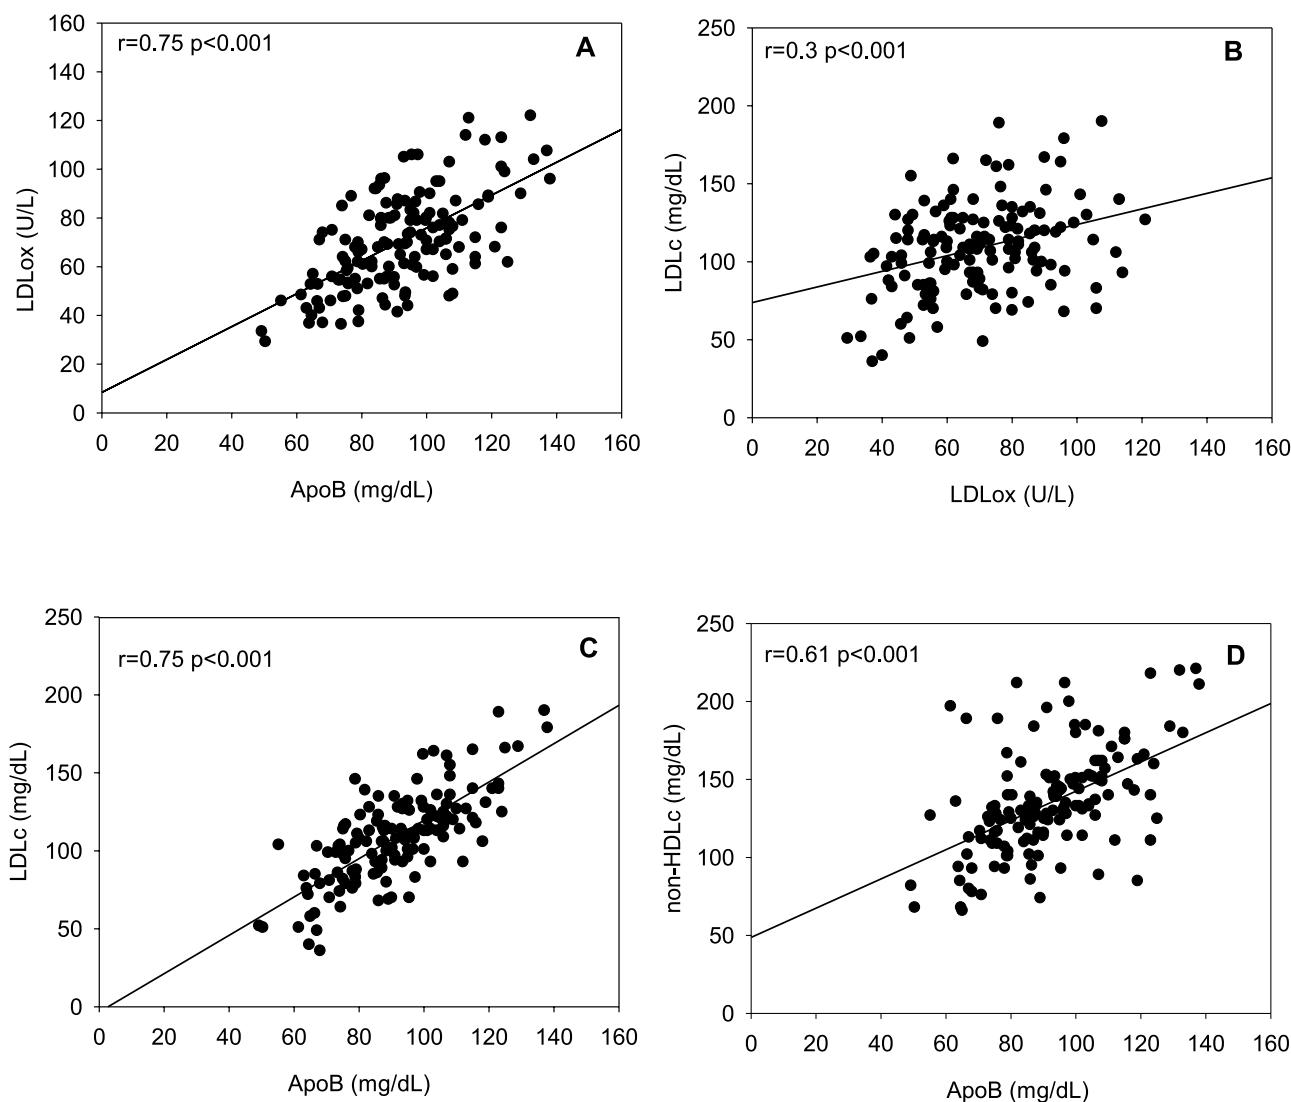 r=0.75 p<0.001
A
160
140
120
100
80
60
40
20
0
LDLox (U/L)
0 20 40 60 80 100 120 140 160
ApoB (mg/dL)
r=0.3 p<0.001
B
250
200
150
100
50
0
LDLc (mg/dL)
0 20 40 60 80 100 120 140 160
LDLox (U/L)
r=0.75 p<0.001
C
250
200
150
100
50
0
LDLc (mg/dL)
0 20 40 60 80 100 120 140 160
ApoB (mg/dL)
r=0.61 p<0.001
D
250
200
150
100
50
0
non-HDLc (mg/dL)
0 20 40 60 80 100 120 140 160
ApoB (mg/dL)